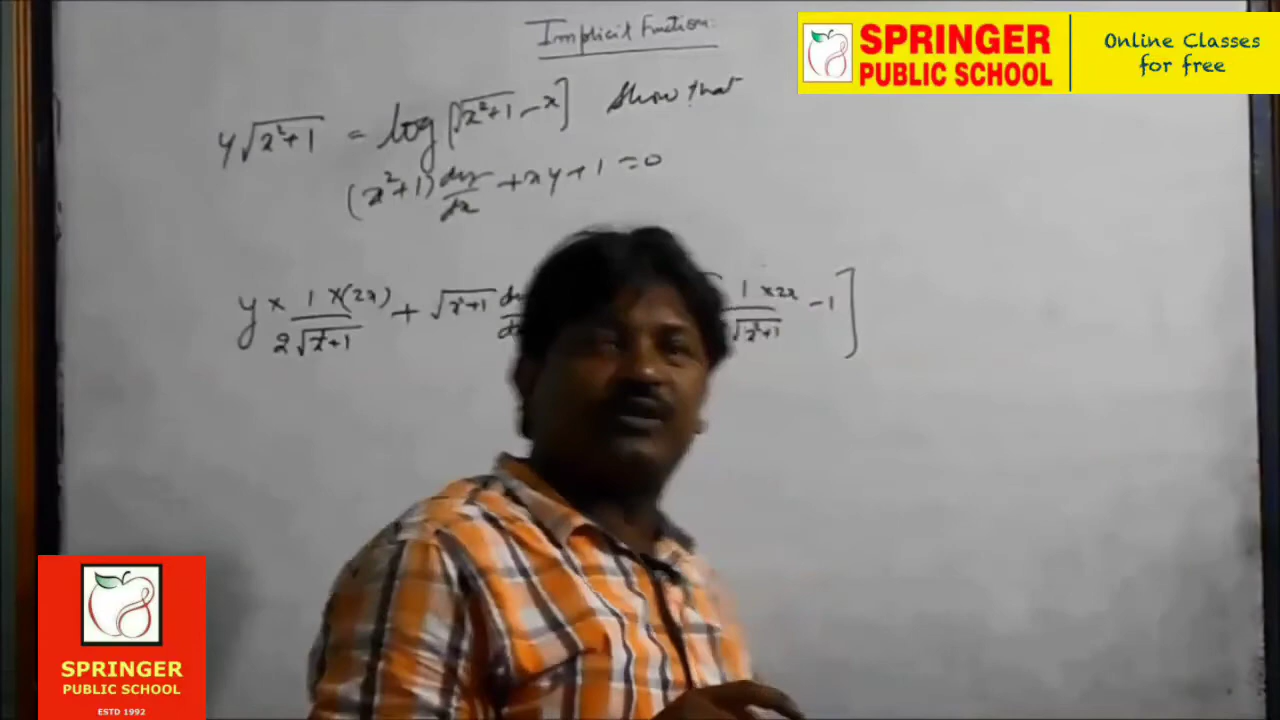 Implicit Function.
SPRINGER
PUBLIC SCHOOL
Online Classes
for free
y√(x²+1) = log[√(x²+1) - x] show that
(x²+1) dy/dx + xy + 1 = 0
y × 1/(2√(x²+1)) ×(2x) + √(x²+1) 1 × 2x/√(x²+1) - 1]
SPRINGER
PUBLIC SCHOOL
ESTD 1992